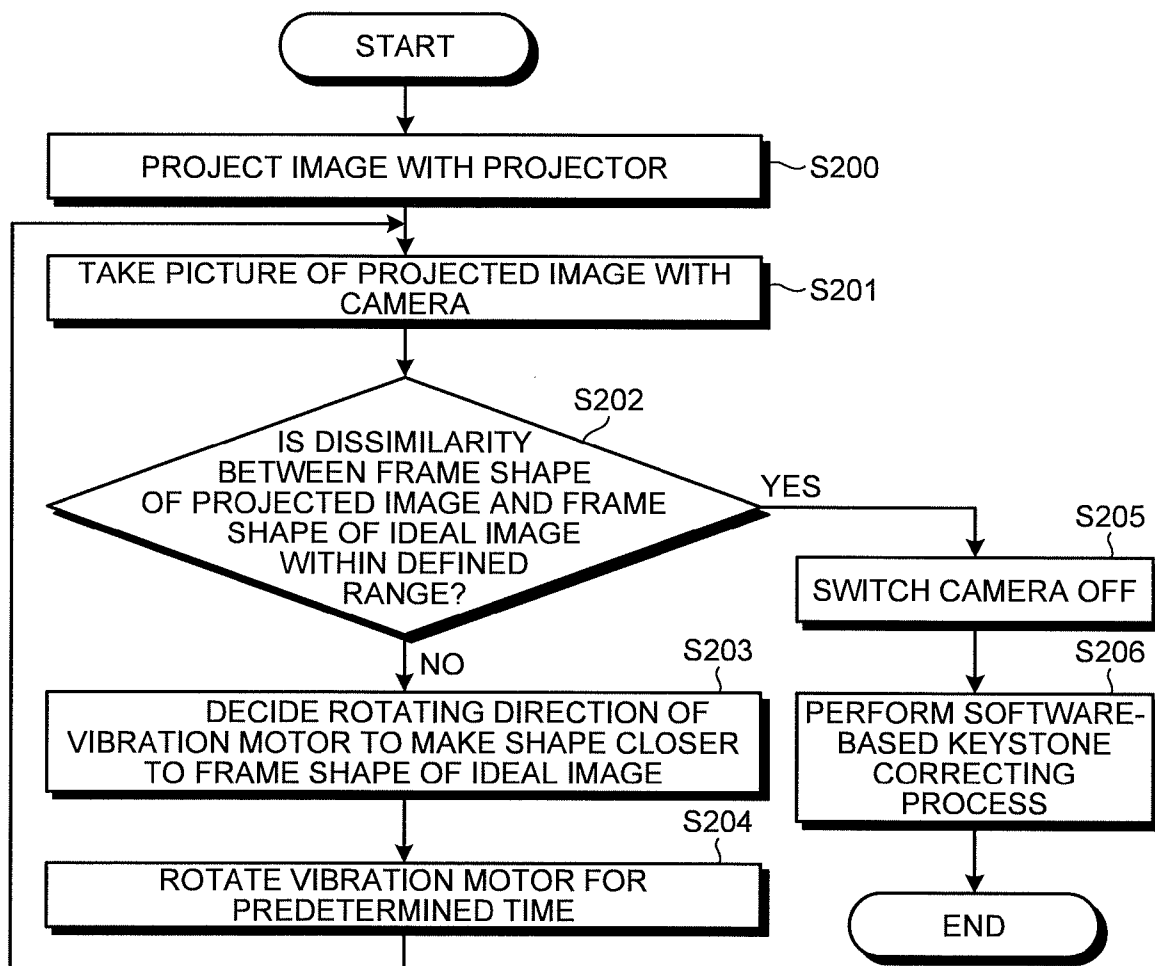 START
PROJECT IMAGE WITH PROJECTOR
S200
TAKE PICTURE OF PROJECTED IMAGE WITH
CAMERA
S201
S202
IS DISSIMILARITY
BETWEEN FRAME SHAPE
OF PROJECTED IMAGE AND FRAME
SHAPE OF IDEAL IMAGE
WITHIN DEFINED
RANGE?
YES
NO
S203
DECIDE ROTATING DIRECTION OF
VIBRATION MOTOR TO MAKE SHAPE CLOSER
TO FRAME SHAPE OF IDEAL IMAGE
S204
ROTATE VIBRATION MOTOR FOR
PREDETERMINED TIME
S205
SWITCH CAMERA OFF
S206
PERFORM SOFTWARE-
BASED KEYSTONE
CORRECTING
PROCESS
END